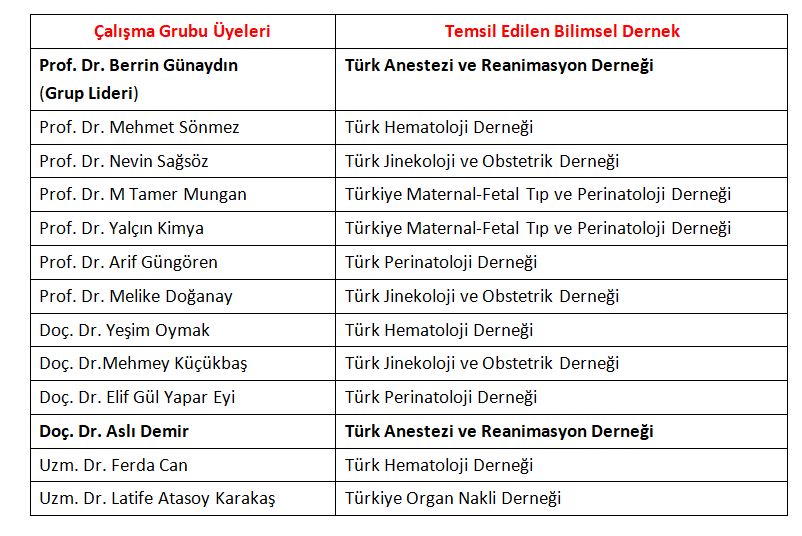 Çalışma Grubu Üyeleri Temsil Edilen Bilimsel Dernek
Prof. Dr. Berrin Günaydın Türk Anestezi ve Reanimasyon Derneği
(Grup Lideri)
Prof. Dr. Mehmet Sönmez Türk Hematoloji Derneği
Prof. Dr. Nevin Sağsöz Türk Jinekoloji ve Obstetrik Derneği
Prof. Dr. M Tamer Mungan Türkiye Maternal-Fetal Tıp ve Perinatoloji Derneği
Prof. Dr. Yalçın Kimya Türkiye Maternal-Fetal Tıp ve Perinatoloji Derneği
Prof. Dr. Arif Güngören Türk Perinatoloji Derneği
Prof. Dr. Melike Doğanay Türk Jinekoloji ve Obstetrik Derneği
Doç. Dr. Yeşim Oymak Türk Hematoloji Derneği
Doç. Dr.Mehmey Küçükbaş Türk Jinekoloji ve Obstetrik Derneği
Doç. Dr. Elif Gül Yapar Eyi Türk Perinatoloji Derneği
Doç. Dr. Aslı Demir Türk Anestezi ve Reanimasyon Derneği
Uzm. Dr. Ferda Can Türk Hematoloji Derneği
Uzm. Dr. Latife Atasoy Karakaş Türkiye Organ Nakli Derneği